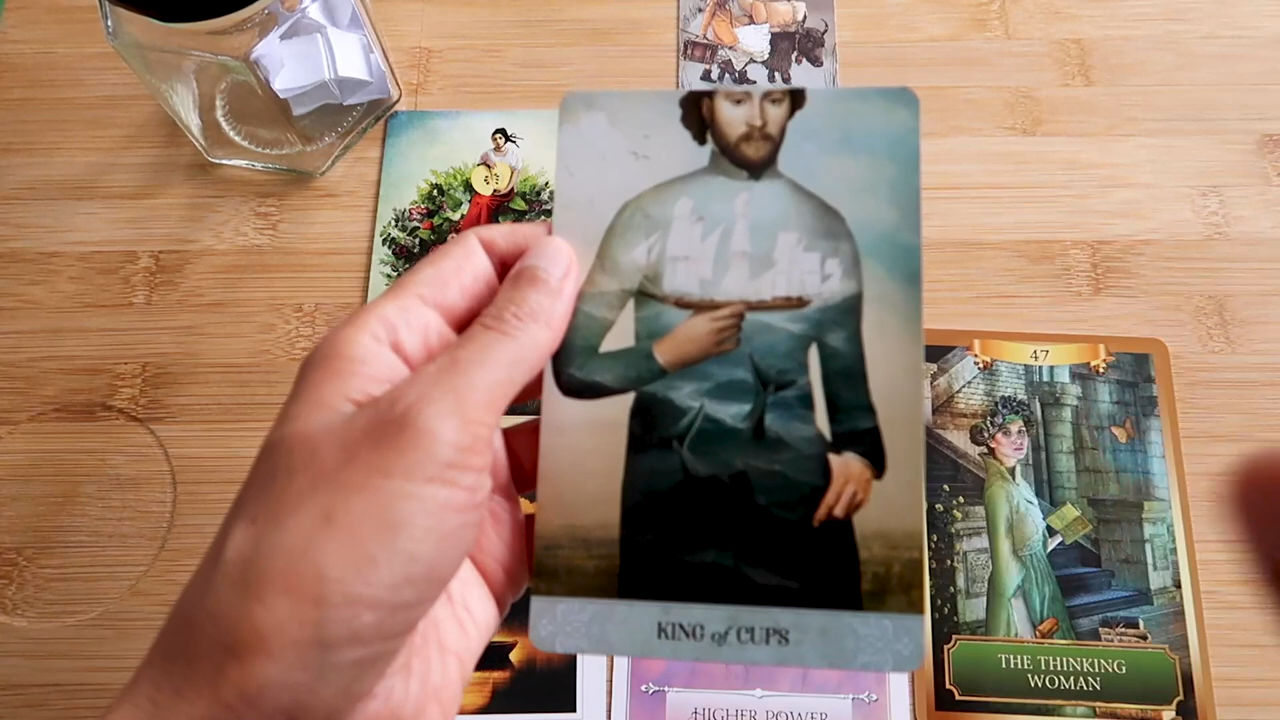 47
KING of CUPS
THE THINKING
WOMAN
HIGHER POWER